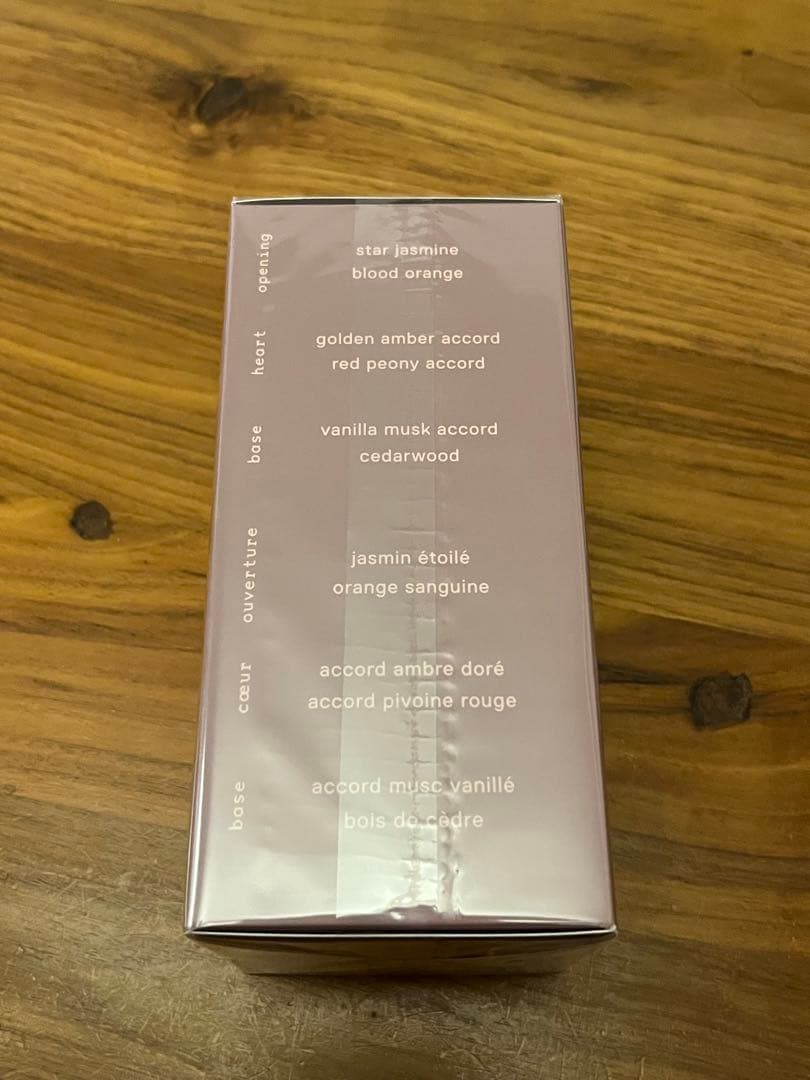 opening
star jasmine
blood orange
heart
golden amber accord
red peony accord
base
vanilla musk accord
cedarwood
ouverture
jasmin étoilé
orange sanguine
cœur
accord ambre doré
accord pivoine rouge
base
accord musc vanillé
bois de cèdre